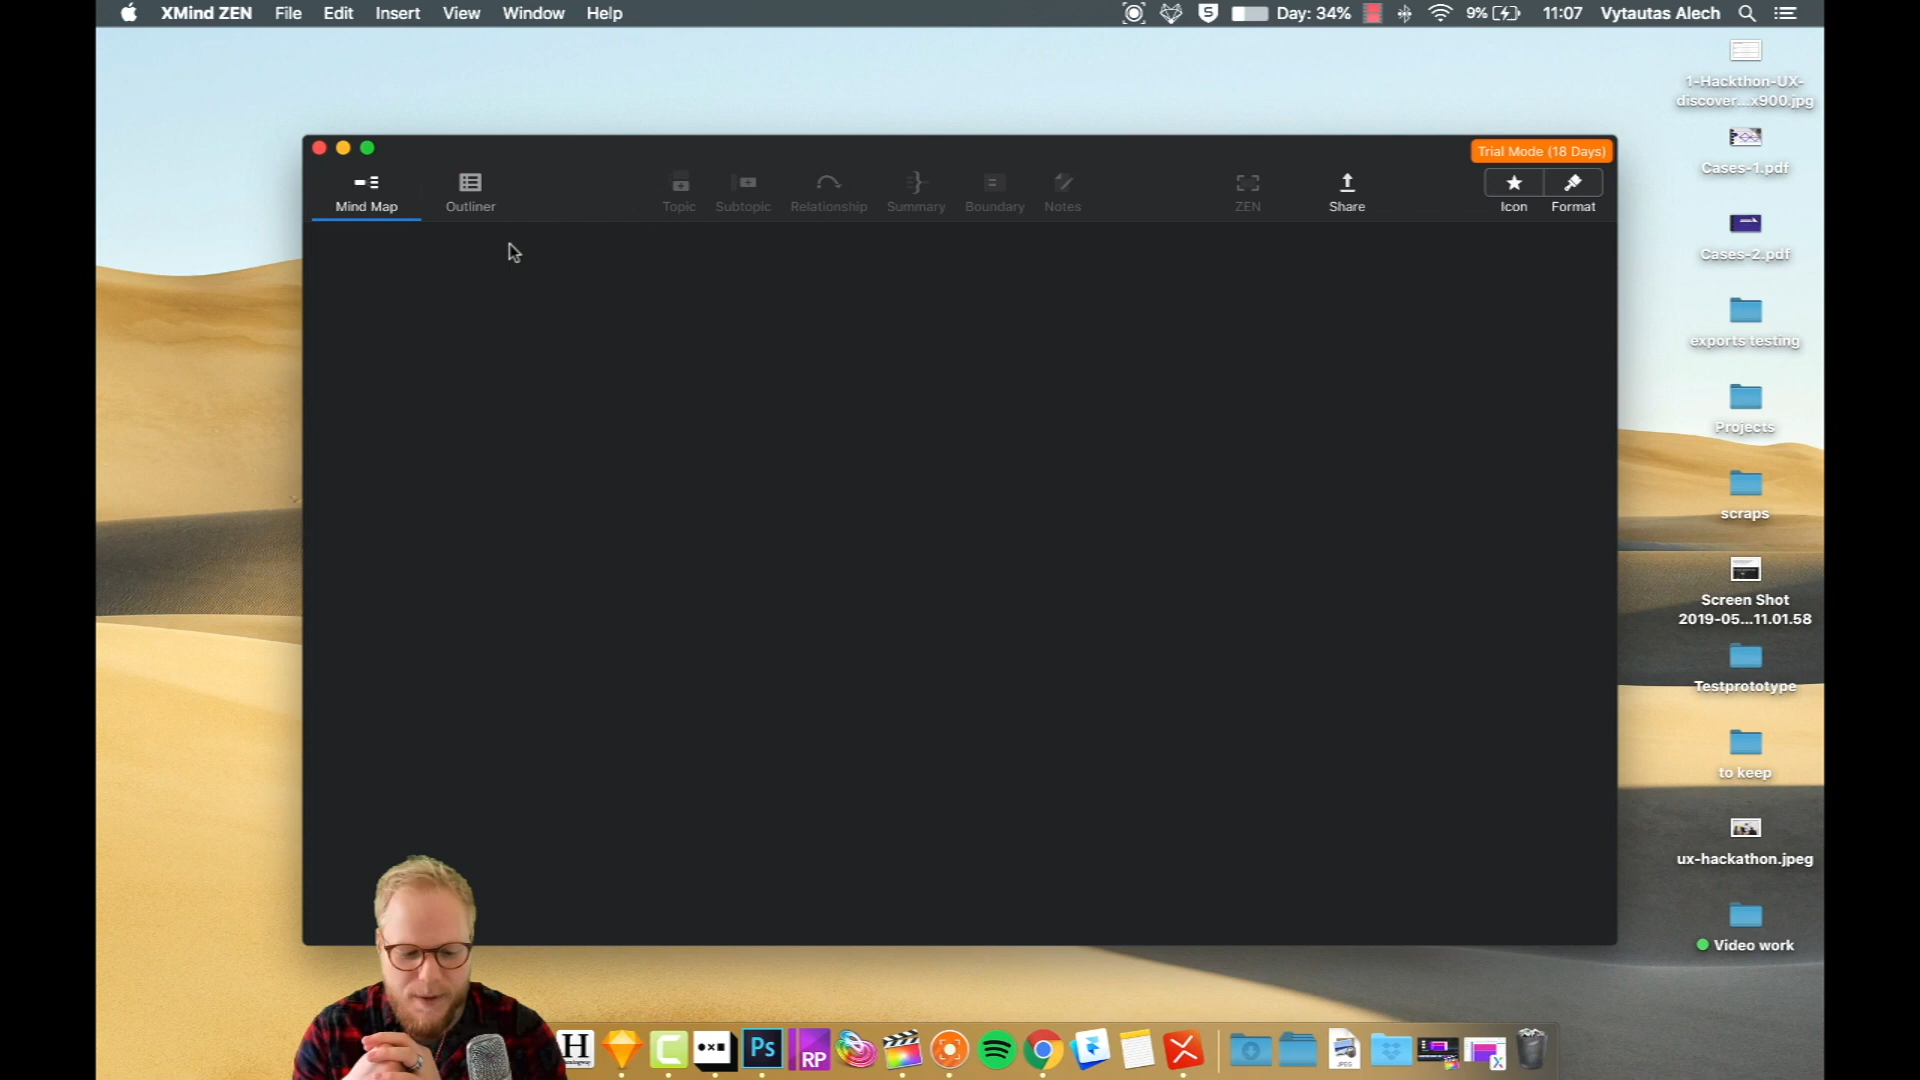 XMind ZEN File Edit Insert View Window Help
S Day: 34% 9% 11:07 Vytautas Alech
1-Hackthon-UX-
discover...x900.jpg
Trial Mode (18 Days)
Cases-1.pdf
Mind Map Outliner Topic Subtopic Relationship Summary Boundary Notes ZEN Share Icon Format
Cases-2.pdf
exports testing
Projects
scraps
Screen Shot
2019-05...11.01.58
Testprototype
to keep
ux-hackathon.jpeg
Video work
H C Ps RP JPEG X